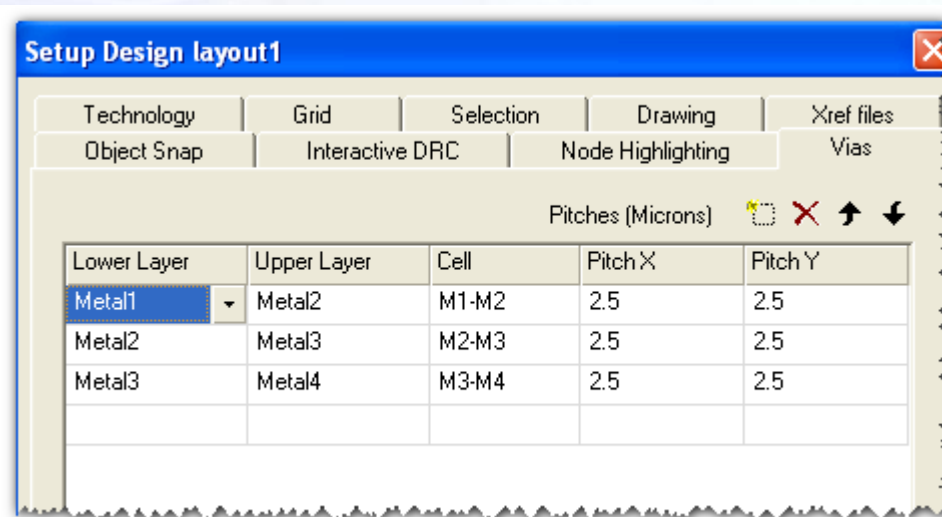 Setup Design layout1
Technology Grid Selection Drawing Xref files
Object Snap Interactive DRC Node Highlighting Vias
Pitches (Microns)
Lower Layer Upper Layer Cell Pitch X Pitch Y
Metal1 Metal2 M1-M2 2.5 2.5
Metal2 Metal3 M2-M3 2.5 2.5
Metal3 Metal4 M3-M4 2.5 2.5